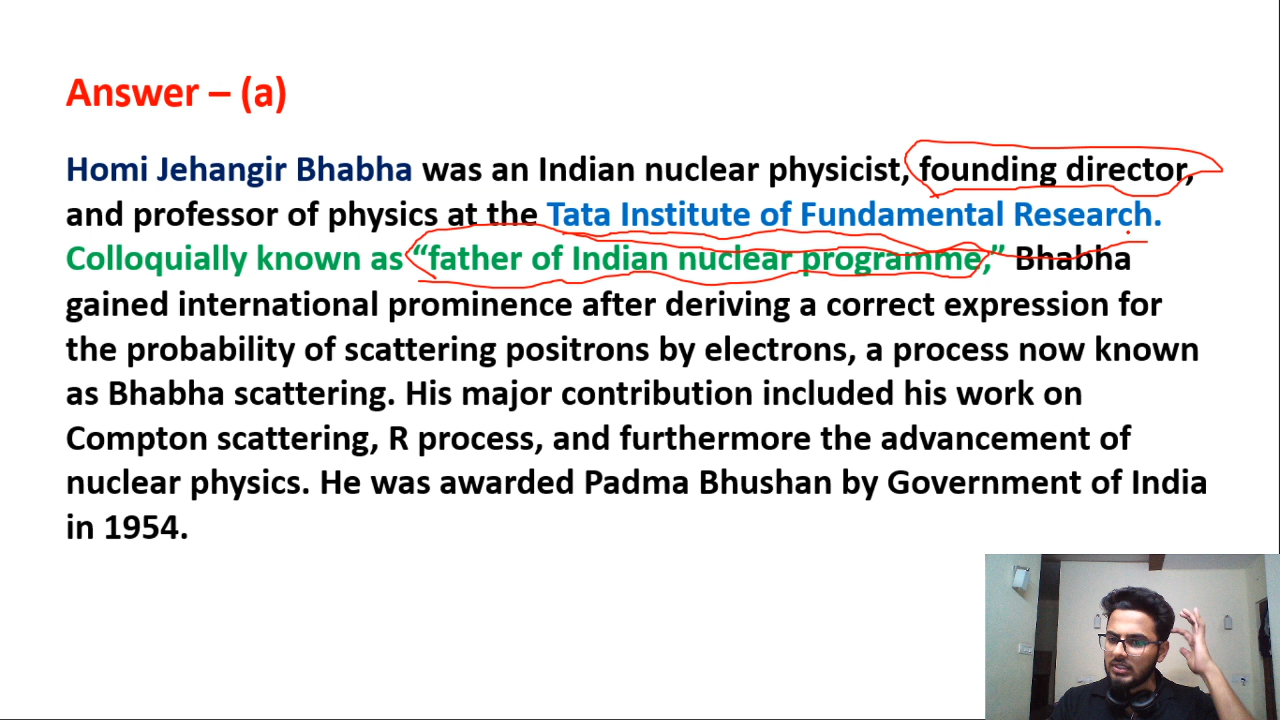 Answer – (a)
Homi Jehangir Bhabha was an Indian nuclear physicist, founding director,
and professor of physics at the Tata Institute of Fundamental Research.
Colloquially known as “father of Indian nuclear programme,” Bhabha
gained international prominence after deriving a correct expression for
the probability of scattering positrons by electrons, a process now known
as Bhabha scattering. His major contribution included his work on
Compton scattering, R process, and furthermore the advancement of
nuclear physics. He was awarded Padma Bhushan by Government of India
in 1954.